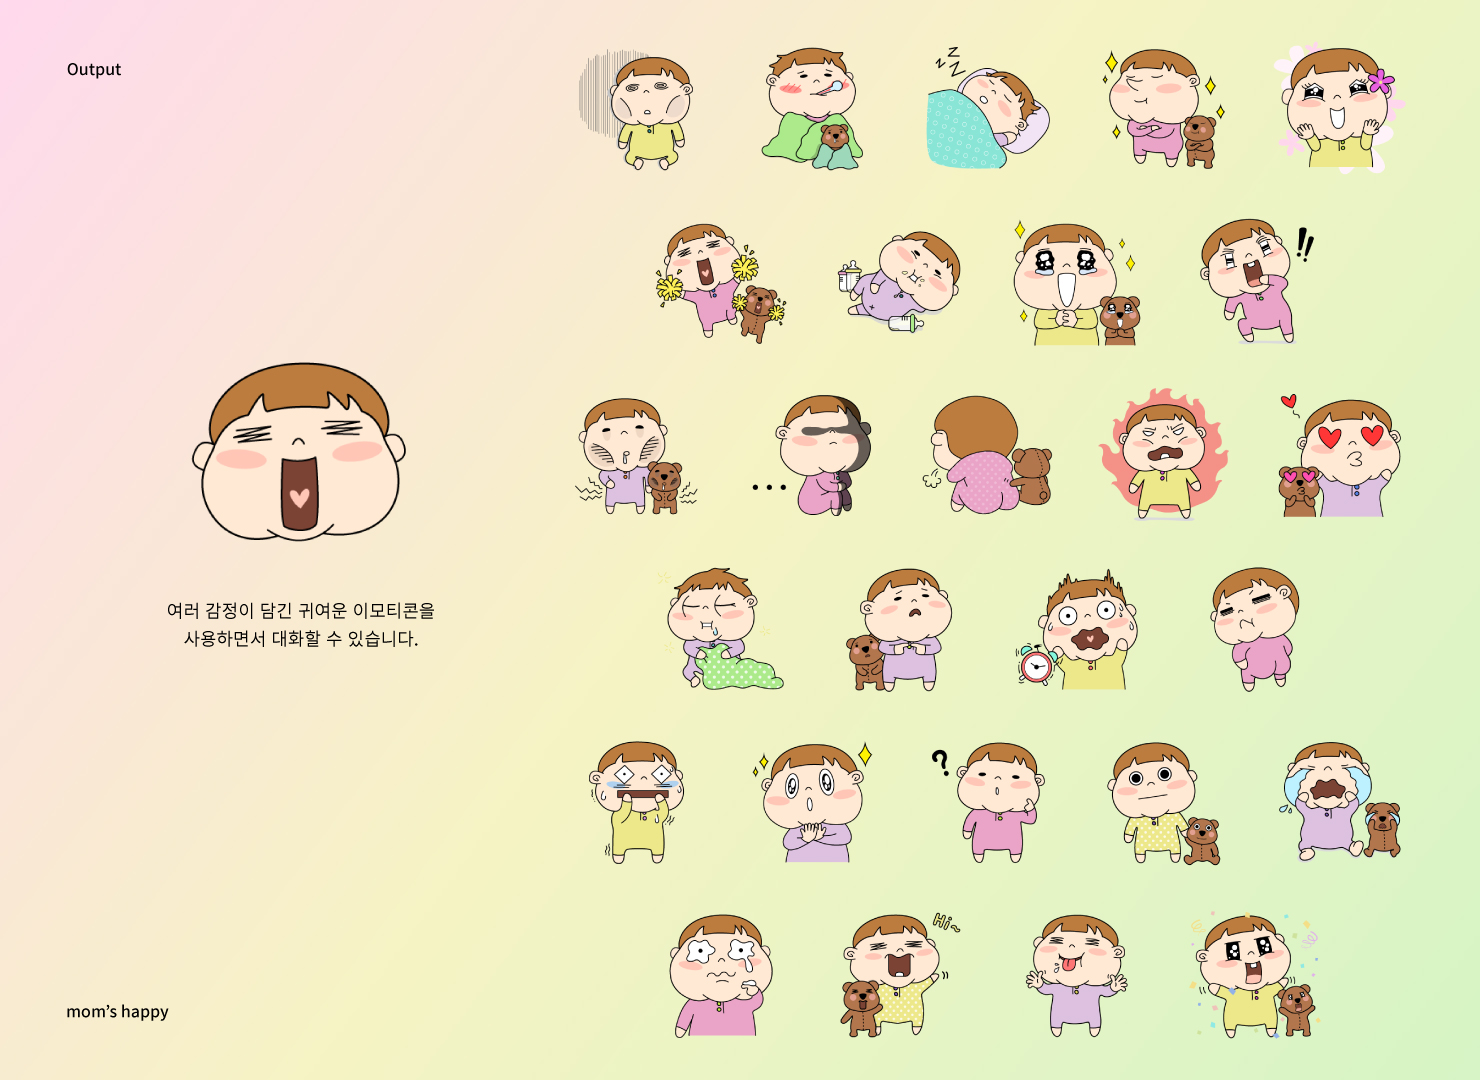 Output
z z z
!!
...
?
Hi~
여러 감정이 담긴 귀여운 이모티콘을
사용하면서 대화할 수 있습니다.
mom’s happy